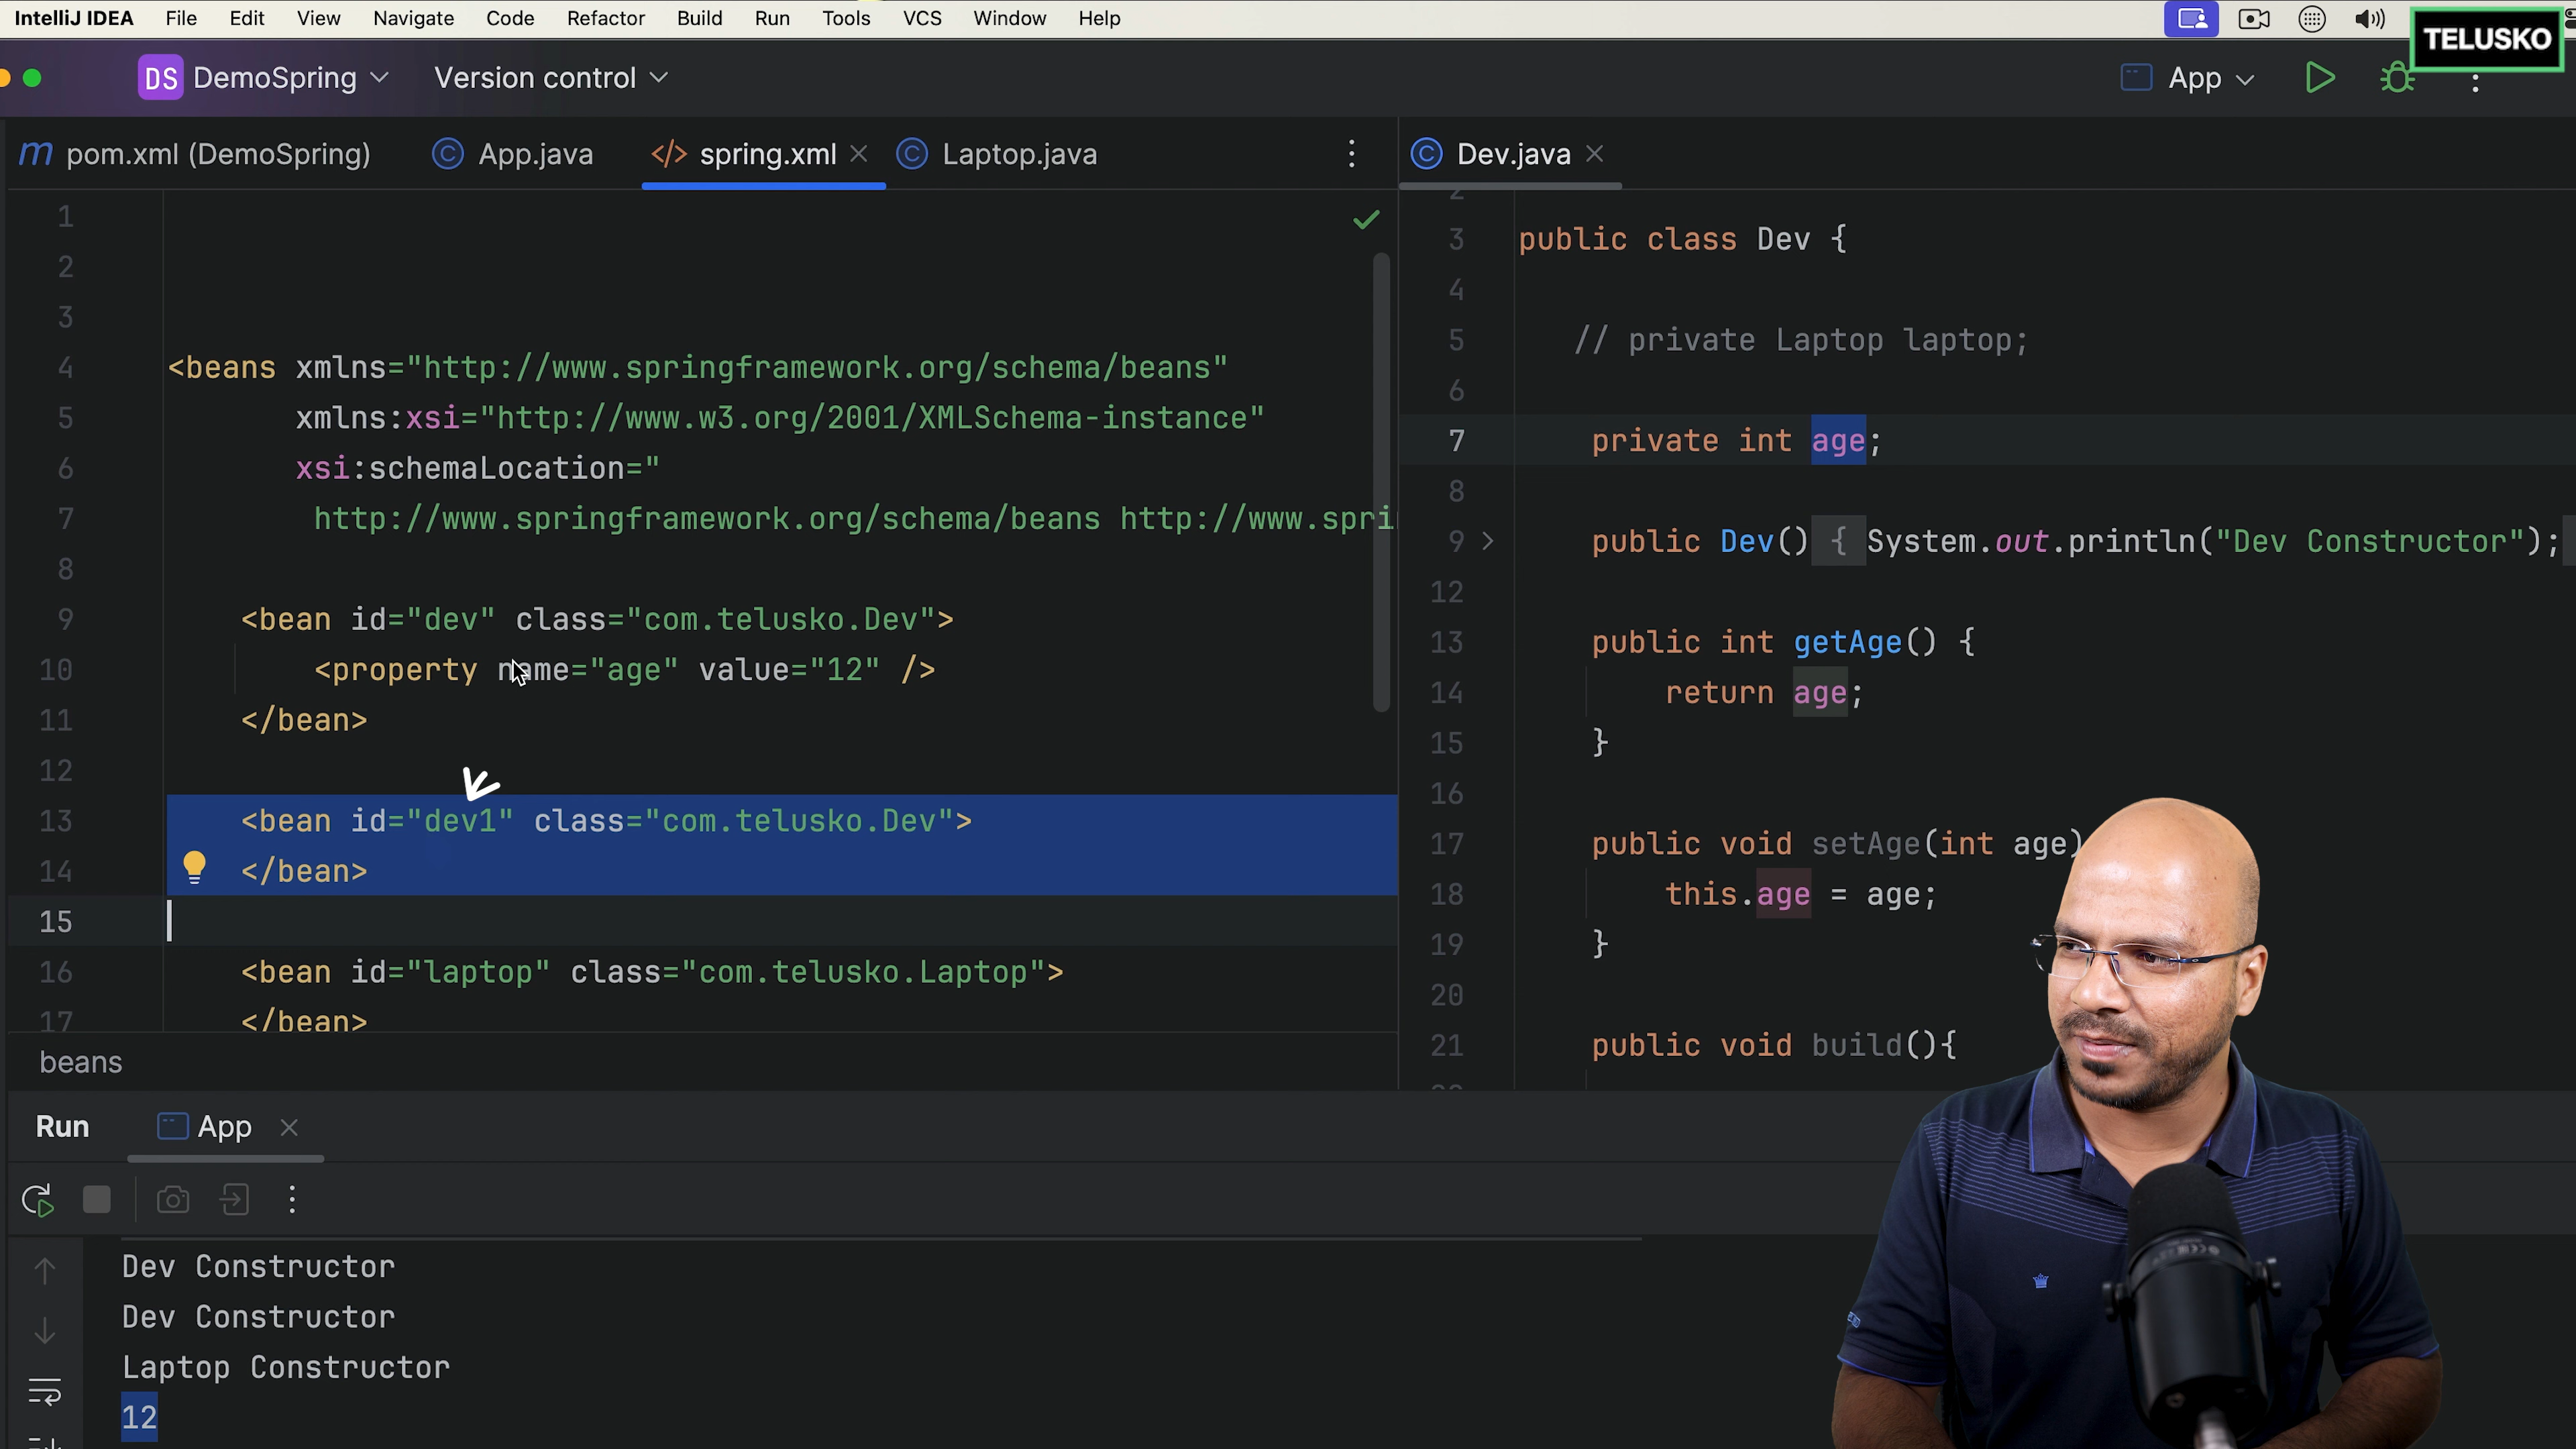 IntelliJ IDEA File Edit View Navigate Code Refactor Build Run Tools VCS Window Help
TELUSKO
DS DemoSpring Version control App
pom.xml (DemoSpring) App.java </> spring.xml Laptop.java
1
2
3
4 <beans xmlns="http://www.springframework.org/schema/beans"
5 xmlns:xsi="http://www.w3.org/2001/XMLSchema-instance"
6 xsi:schemaLocation="
7 http://www.springframework.org/schema/beans http://www.spri
8
9 <bean id="dev" class="com.telusko.Dev">
10 <property name="age" value="12" />
11 </bean>
12
13 <bean id="dev1" class="com.telusko.Dev">
14 </bean>
15
16 <bean id="laptop" class="com.telusko.Laptop">
17 </bean>
beans
Dev.java
2
3 public class Dev {
4
5 // private Laptop laptop;
6
7 private int age;
8
9 public Dev() { System.out.println("Dev Constructor");
12
13 public int getAge() {
14 return age;
15 }
16
17 public void setAge(int age)
18 this.age = age;
19 }
20
21 public void build(){
Run App
Dev Constructor
Dev Constructor
Laptop Constructor
12